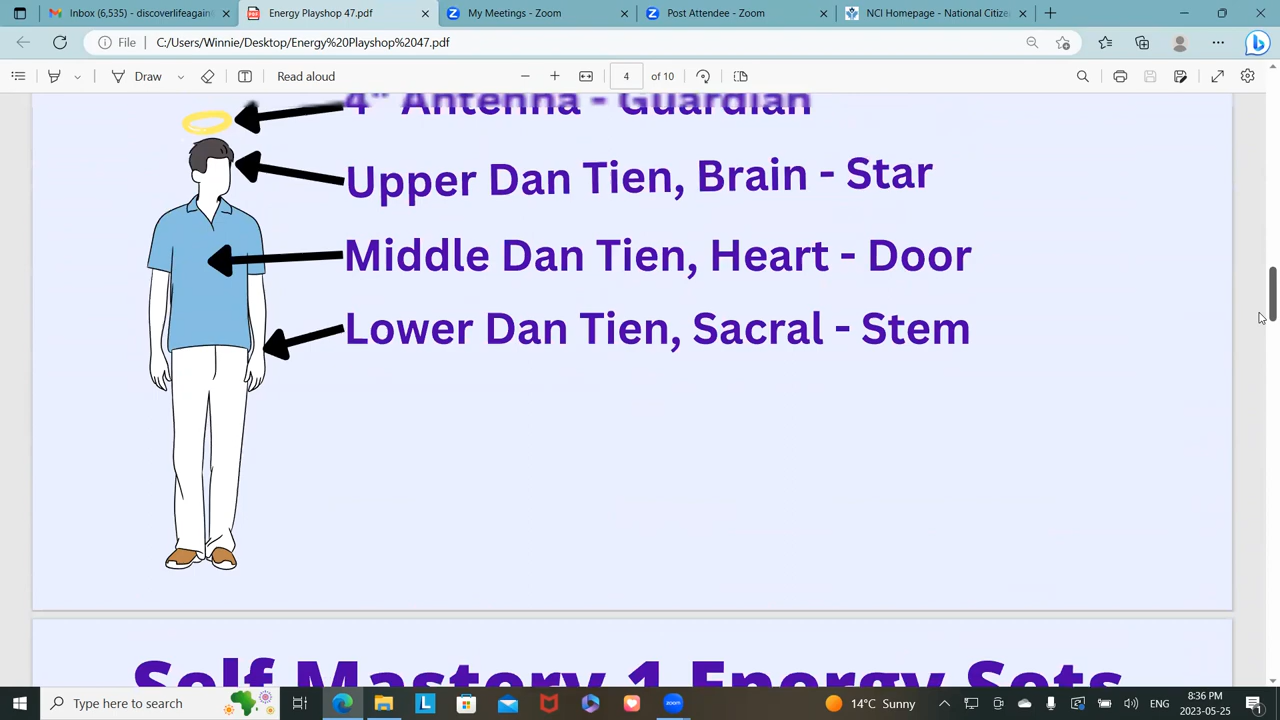 Inbox (6,535) - discoverlifeagain
Energy Playshop 47.pdf
My Meetings - Zoom
Post Attendee - Zoom
NCI Homepage - National Citize
File
C:/Users/Winnie/Desktop/Energy%20Playshop%2047.pdf
Draw
Read aloud
4
of 10
Antenna - Guardian
Upper Dan Tien, Brain - Star
Middle Dan Tien, Heart - Door
Lower Dan Tien, Sacral - Stem
Self Mastery 1 Energy Sets
Type here to search
zoom
14°C Sunny
ENG
8:36 PM
2023-05-25
1